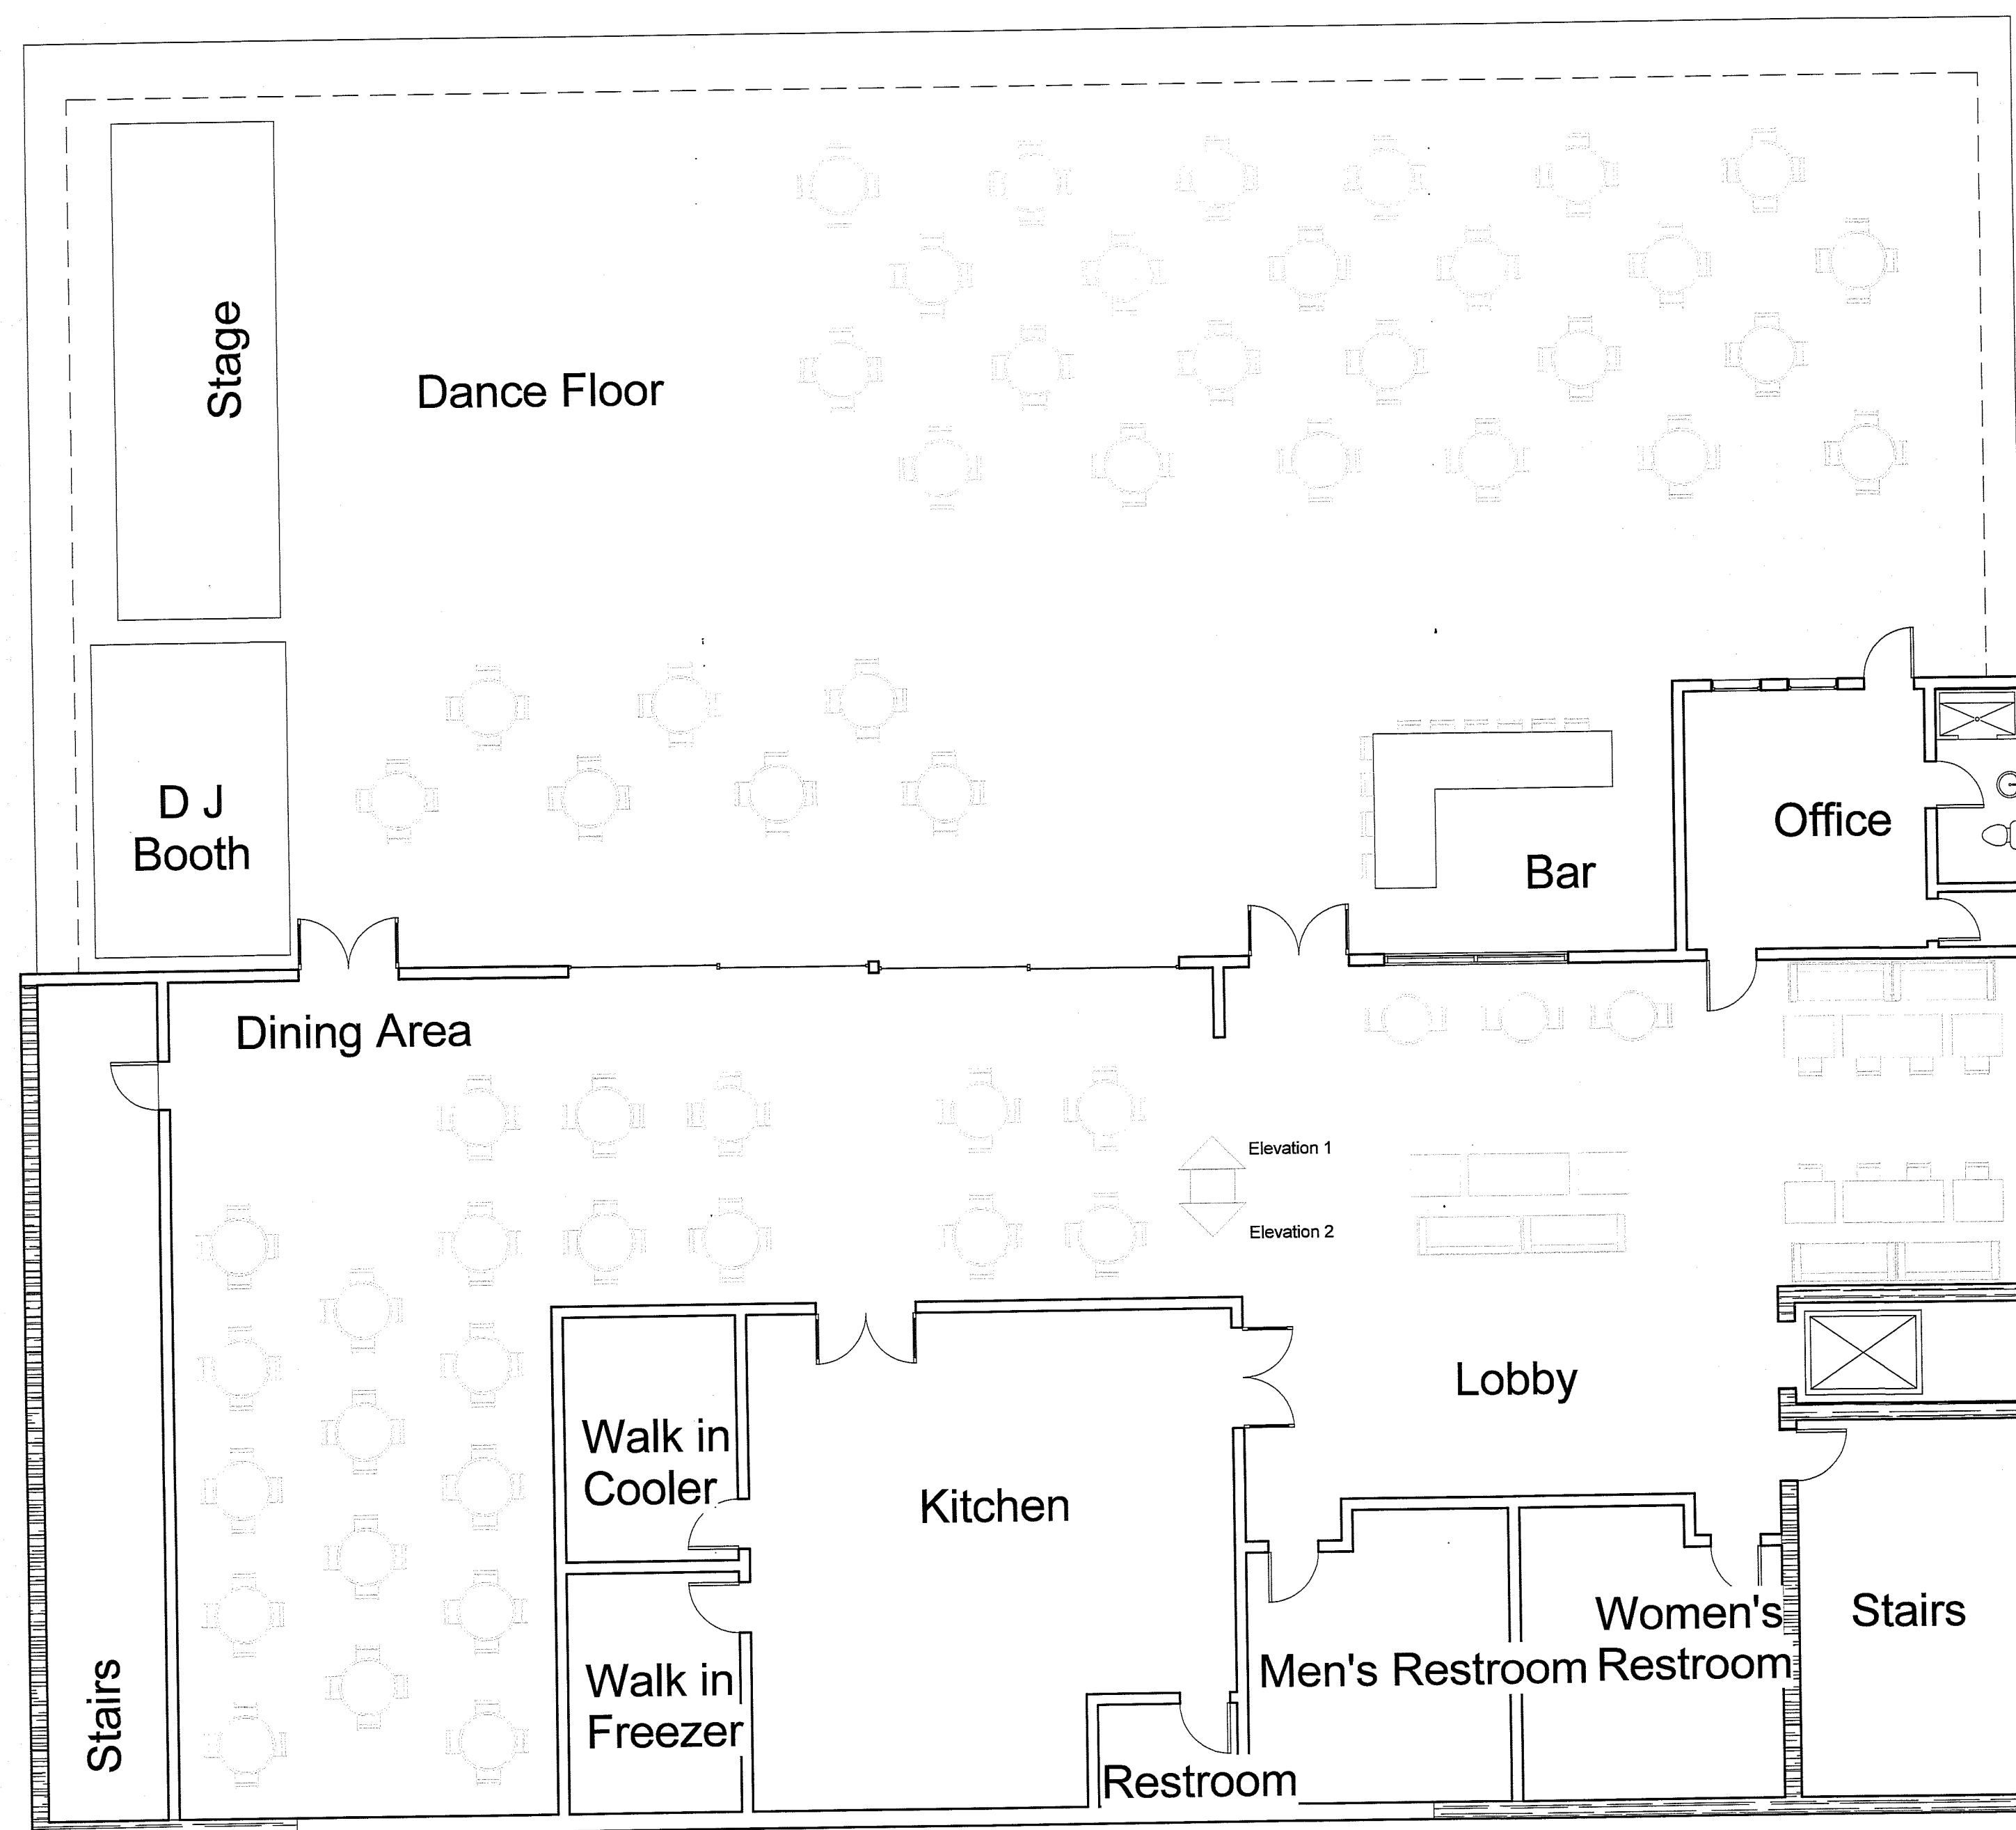 Stage
Dance Floor
D J
Booth
Office
Bar
Dining Area
Elevation 1
Elevation 2
Lobby
Walk in
Cooler
Kitchen
Women's
Restroom
Stairs
Men's Restroom
Walk in
Freezer
Stairs
Restroom